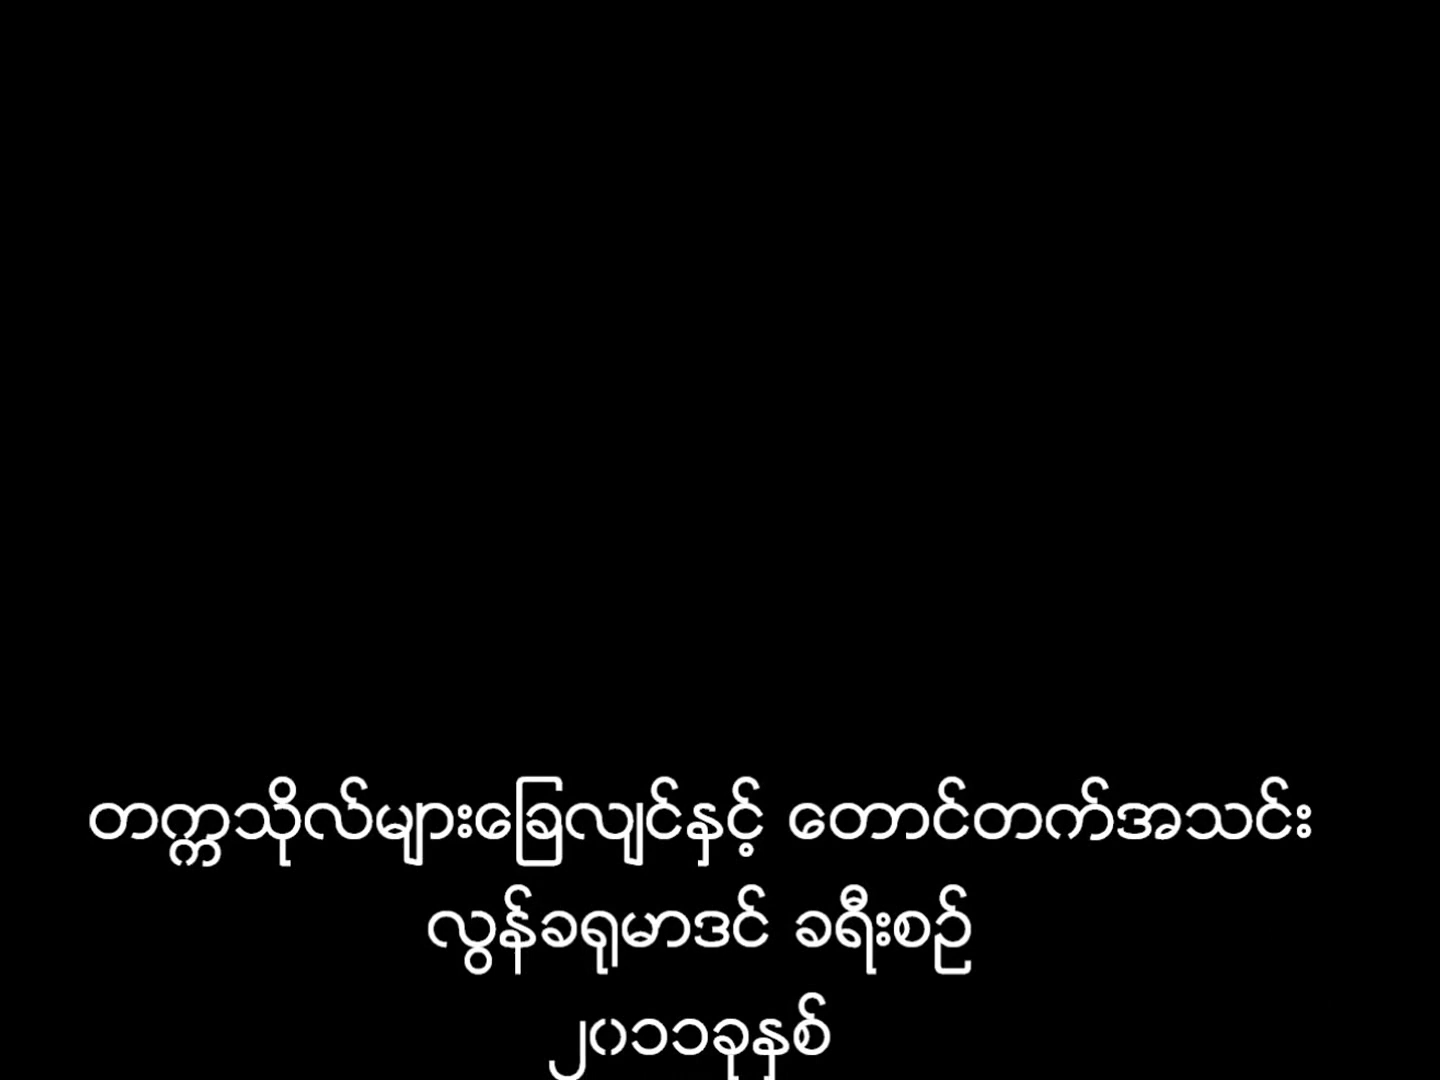 တက္ကသိုလ်များခြေလျင်နှင့် တောင်တက်အသင်း
လွန်ခရုမာဒင် ခရီးစဉ်
၂၀၁၁ခုနှစ်